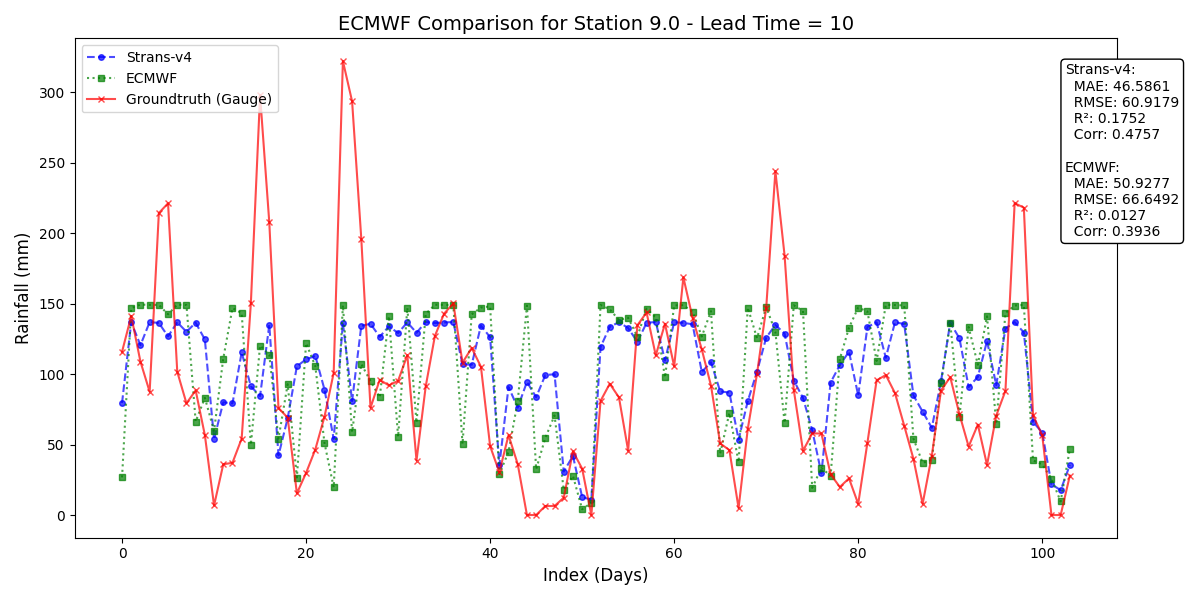 ECMWF Comparison for Station 9.0 - Lead Time = 10
Strans-v4
ECMWF
Groundtruth (Gauge)
Strans-v4:
MAE: 46.5861
RMSE: 60.9179
R²: 0.1752
Corr: 0.4757
ECMWF:
MAE: 50.9277
RMSE: 66.6492
R²: 0.0127
Corr: 0.3936
Rainfall (mm)
300
250
200
150
100
50
0
0 20 40 60 80 100
Index (Days)